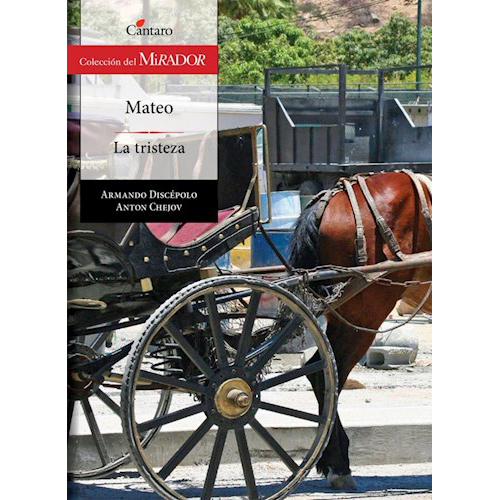 Cántaro
Colección del MiRADOR
Mateo
La tristeza
ARMANDO DISCÉPOLO
ANTON CHEJOV